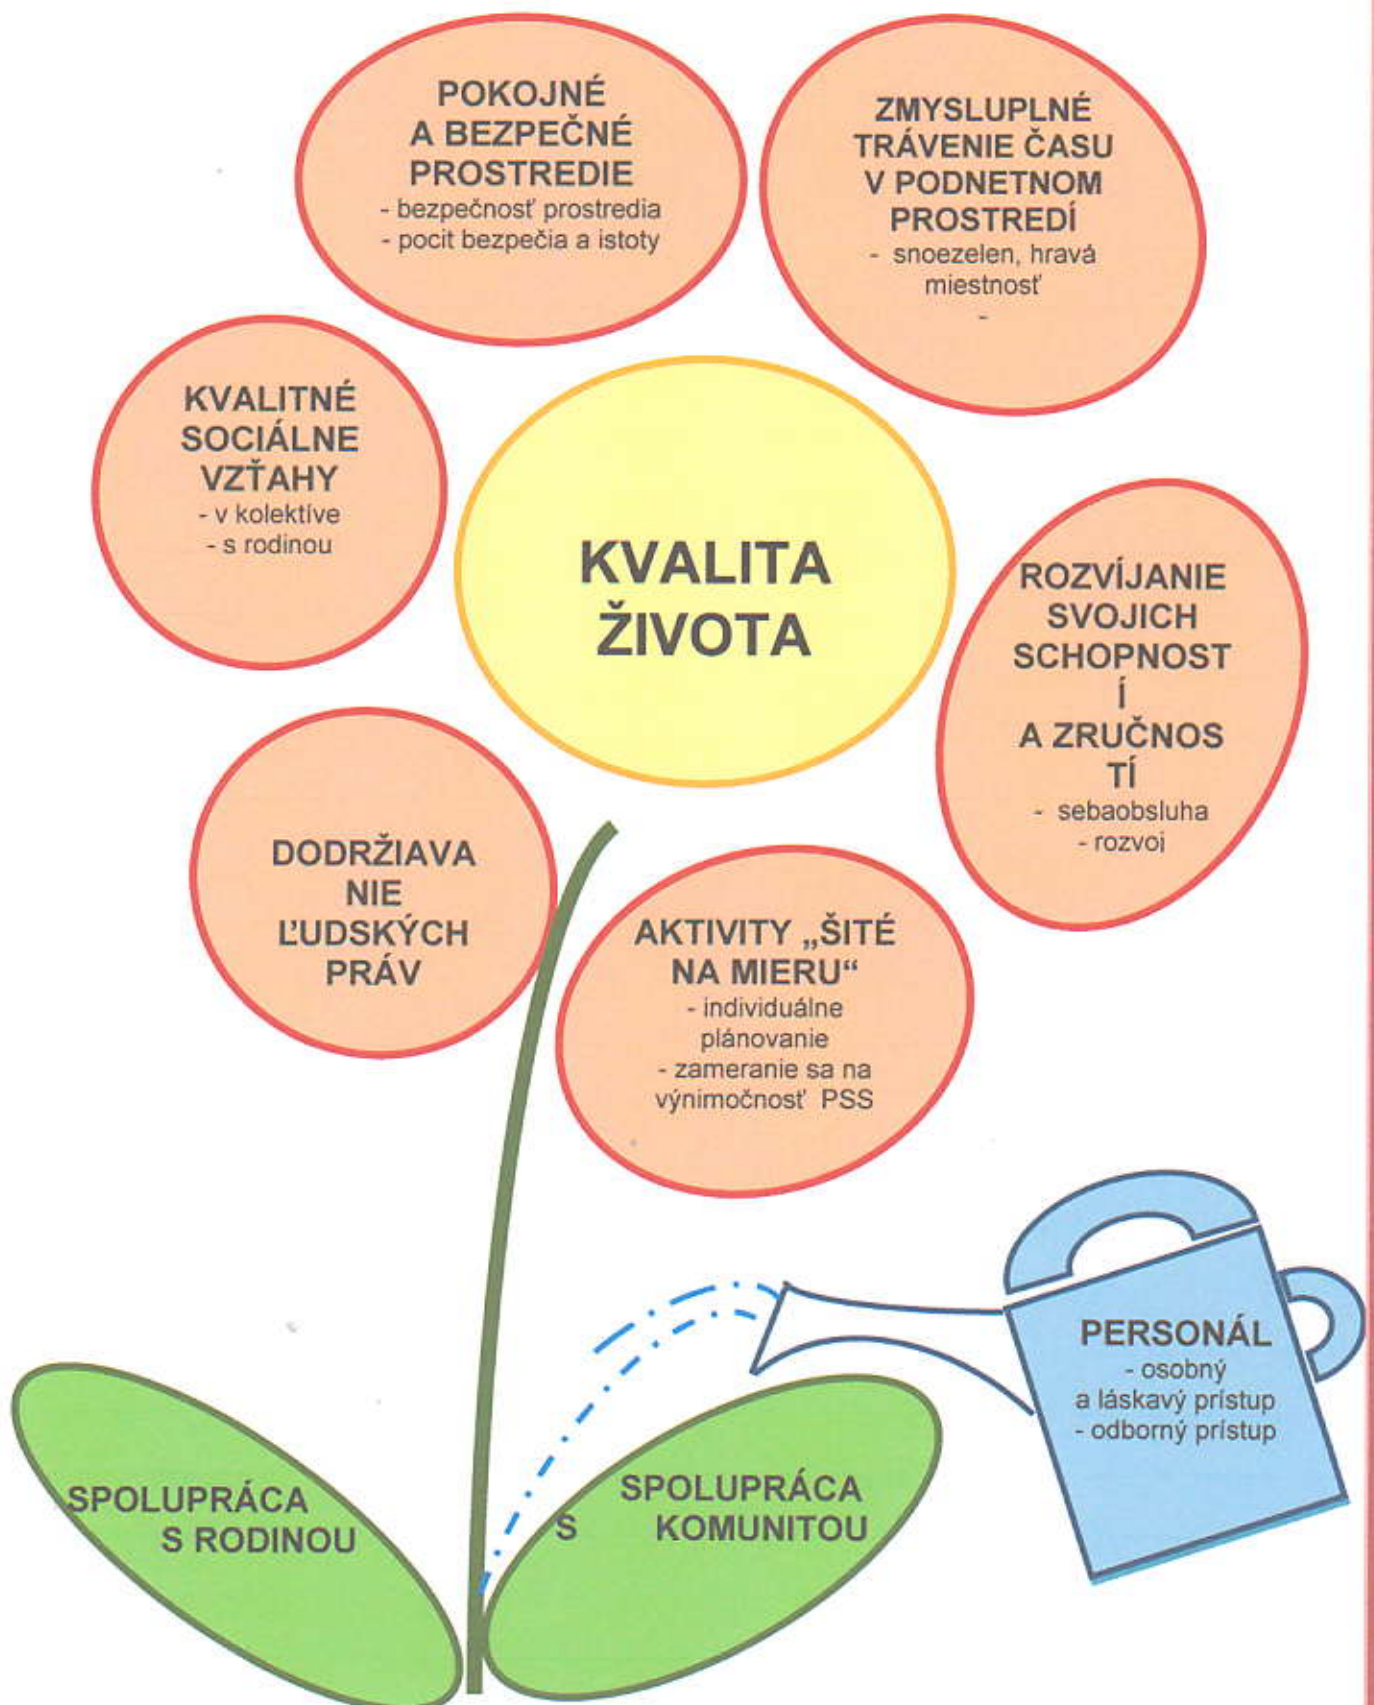 POKOJNÉ
A BEZPEČNÉ
PROSTREDIE
- bezpečnosť prostredia
- pocit bezpečia a istoty
ZMYSLUPLNÉ
TRÁVENIE ČASU
V PODNETNOM
PROSTREDÍ
- snoezelen, hravá
miestnosť
-
KVALITNÉ
SOCIÁLNE
VZŤAHY
- v kolektíve
- s rodinou
KVALITA
ŽIVOTA
ROZVÍJANIE
SVOJICH
SCHOPNOST
Í
A ZRUČNOS
TÍ
- sebaobsluha
- rozvoj
DODRŽIAVA
NIE
ĽUDSKÝCH
PRÁV
AKTIVITY „ŠITÉ
NA MIERU“
- individuálne
plánovanie
- zameranie sa na
výnimočnosť PSS
PERSONÁL
- osobný
a láskavý prístup
- odborný prístup
SPOLUPRÁCA
S RODINOU
SPOLUPRÁCA
S KOMUNITOU